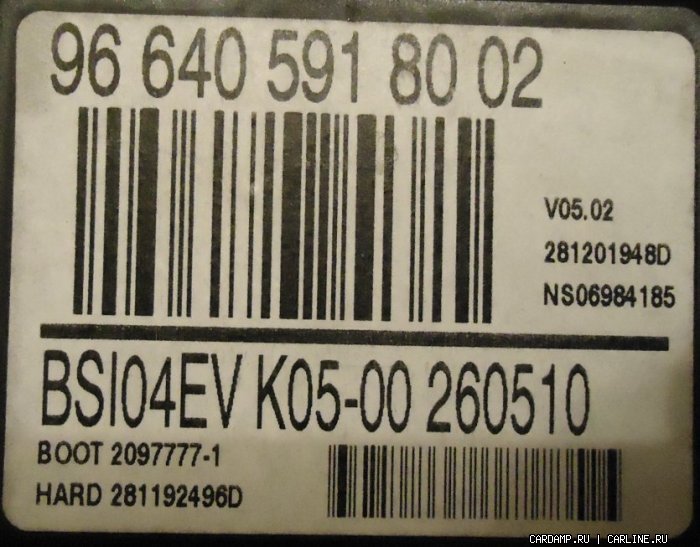 96 640 591 80 02
V05.02
281201948D
NS06984185
BSI04EV K05-00 260510
BOOT 2097777-1
HARD 281192496D
CARDAMP.RU | CARLINE.RU